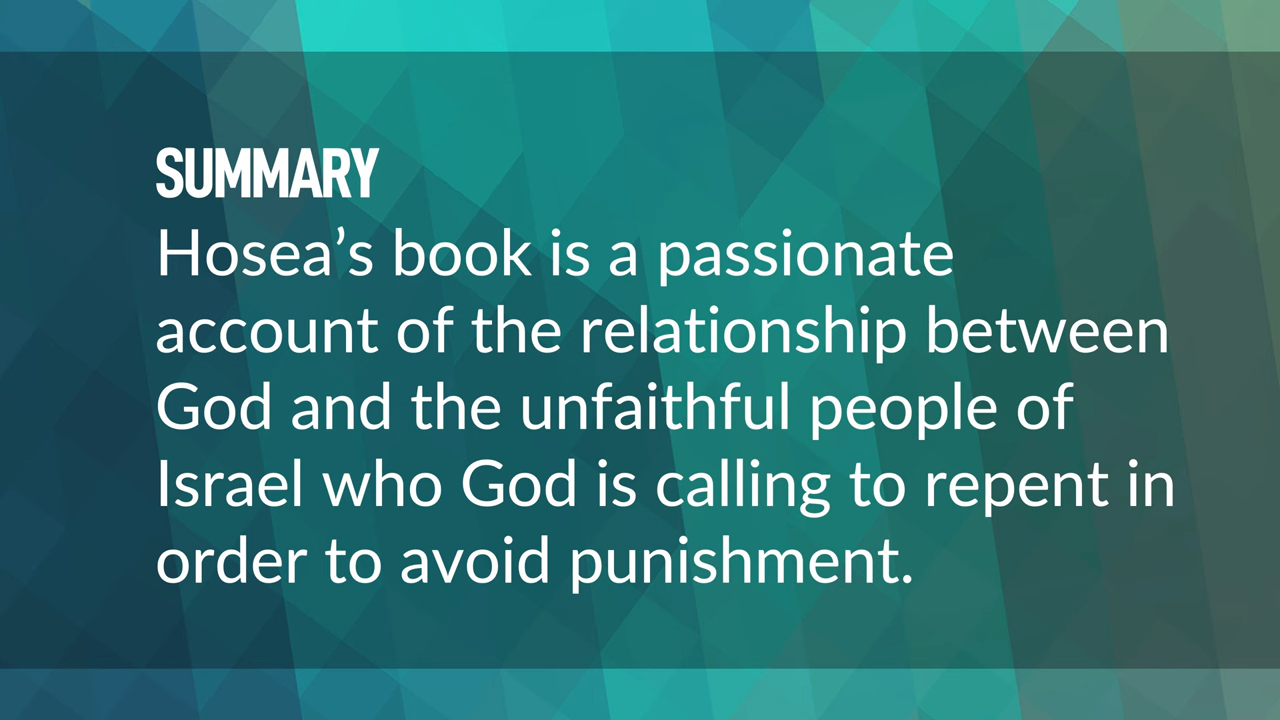 SUMMARY
Hosea’s book is a passionate
account of the relationship between
God and the unfaithful people of
Israel who God is calling to repent in
order to avoid punishment.